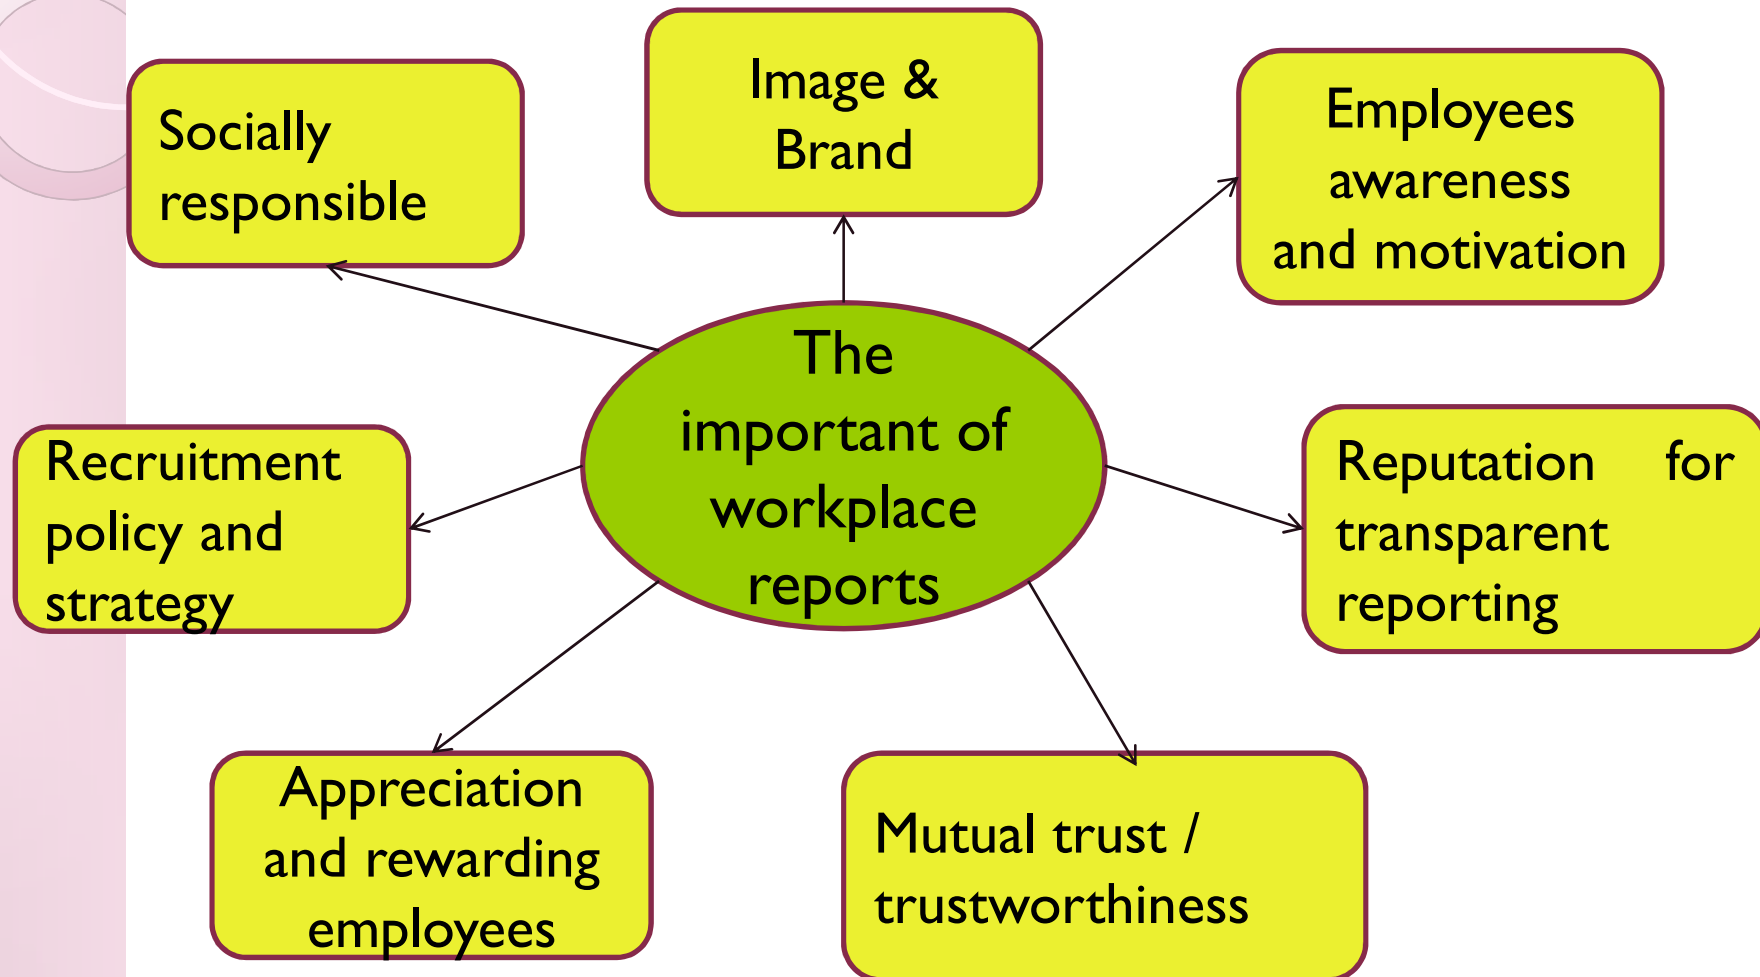 Socially
responsible
Image &
Brand
Employees
awareness
and motivation
The
important of
workplace
reports
Recruitment
policy and
strategy
Reputation for
transparent
reporting
Appreciation
and rewarding
employees
Mutual trust /
trustworthiness